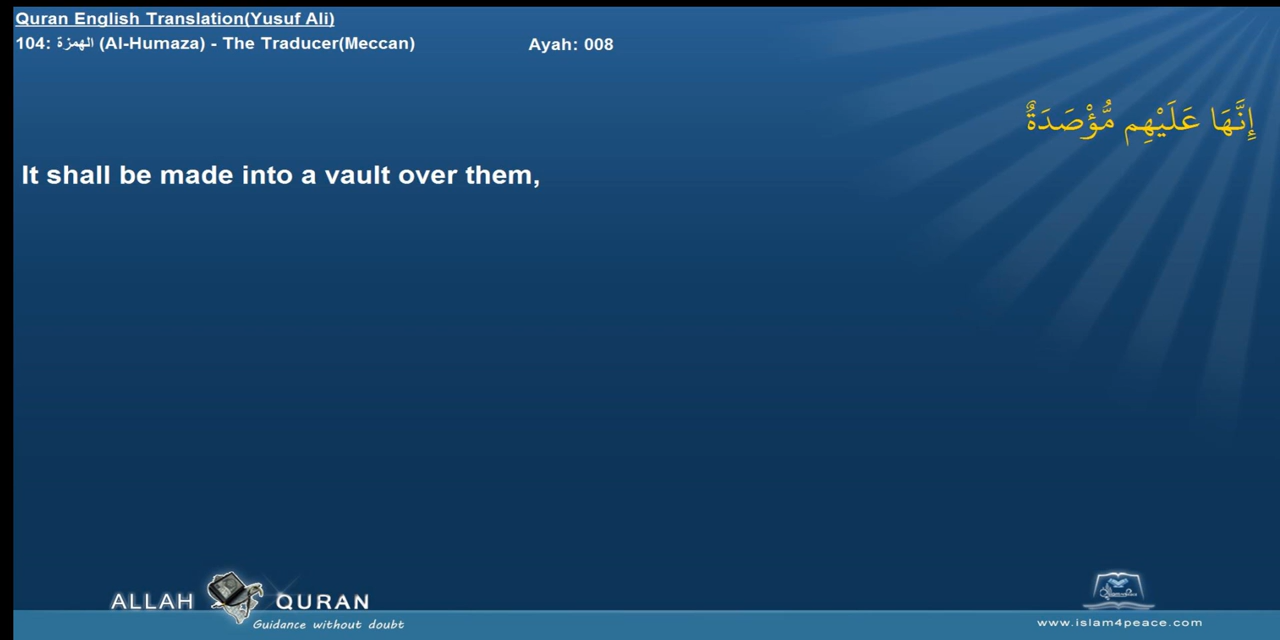 Quran English Translation(Yusuf Ali)
104: الهمزة (Al-Humaza) - The Traducer(Meccan) Ayah: 008
إِنَّهَا عَلَيْهِم مُّؤْصَدَةٌ
It shall be made into a vault over them,
ALLAH QURAN
Guidance without doubt
www.islam4peace.com